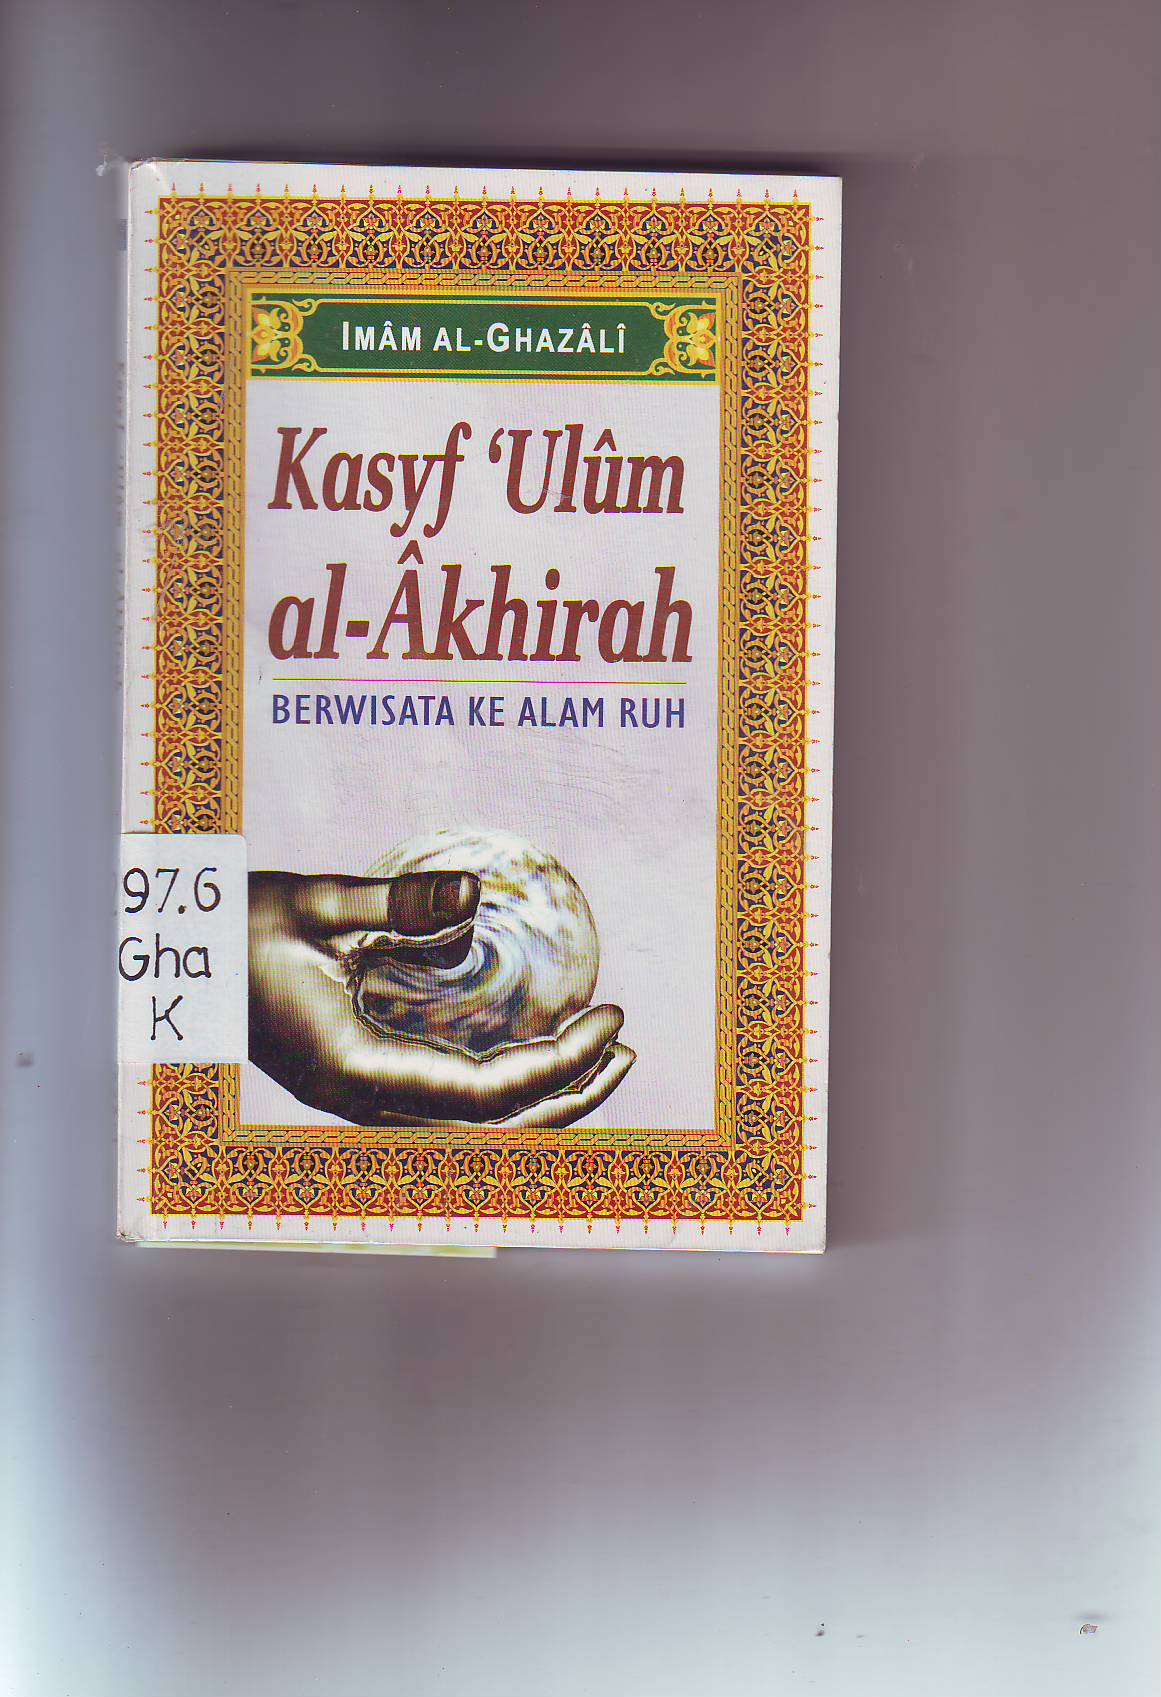 IMÂM AL-GHAZÂLÎ
Kasyf ‘Ulûm
al-Âkhirah
BERWISATA KE ALAM RUH
97.6
Gha
K